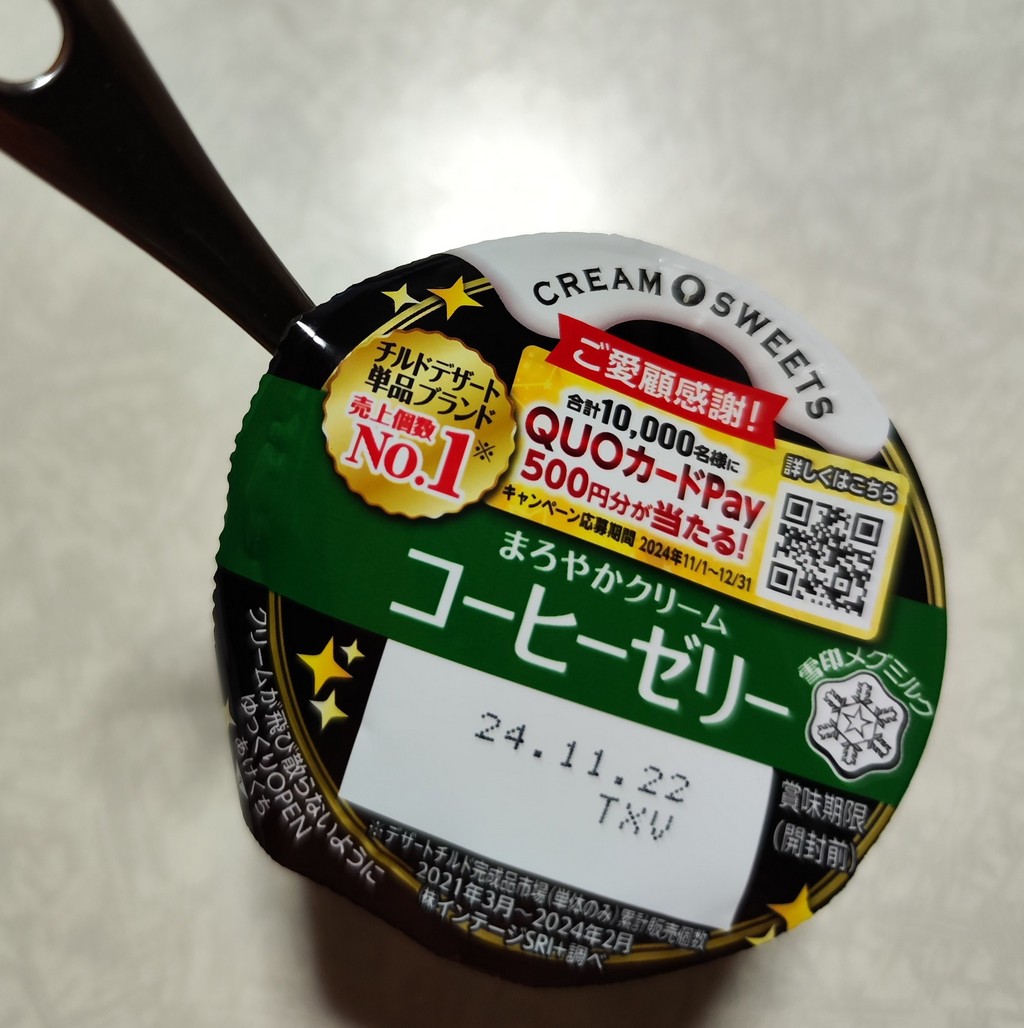 CREAM SWEETS
チルドデザート
単品ブランド
売上個数
No.1※
ご愛顧感謝!
合計10,000名様に
QUOカードPay
500円分が当たる!
キャンペーン応募期間 2024年11/1~12/31
詳しくはこちら
まろやかクリーム
コーヒーゼリー
雪印メグミルク
24.11.22
TXV
賞味期限
(開封前)
クリームが飛び散らないように
ゆっくりOPEN
あけくち
※デザートチルド完成品市場(単体のみ)累計販売個数
2021年3月~2024年2月
㈱インテージSRI+調べ